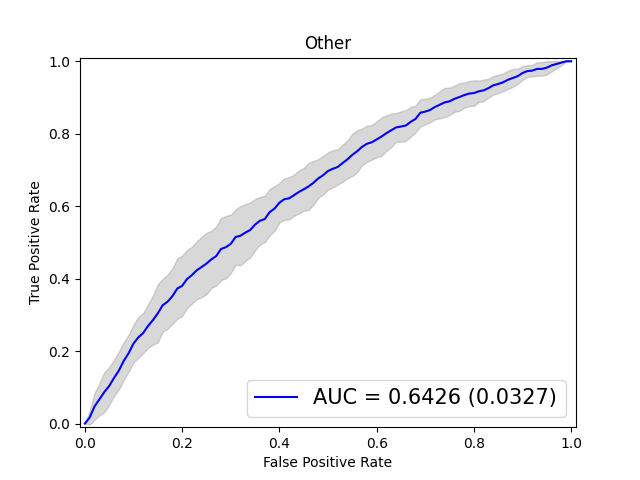 Other
True Positive Rate
1.0
0.8
0.6
0.4
0.2
0.0
AUC = 0.6426 (0.0327)
0.0 0.2 0.4 0.6 0.8 1.0
False Positive Rate